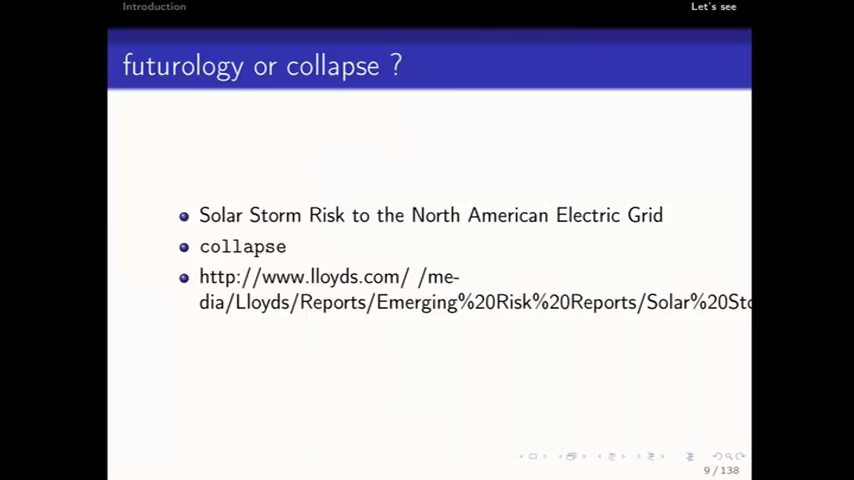 Introduction
Let's see
futurology or collapse ?
Solar Storm Risk to the North American Electric Grid
collapse
http://www.lloyds.com/ /me-
dia/Lloyds/Reports/Emerging%20Risk%20Reports/Solar%20Sto
9 / 138